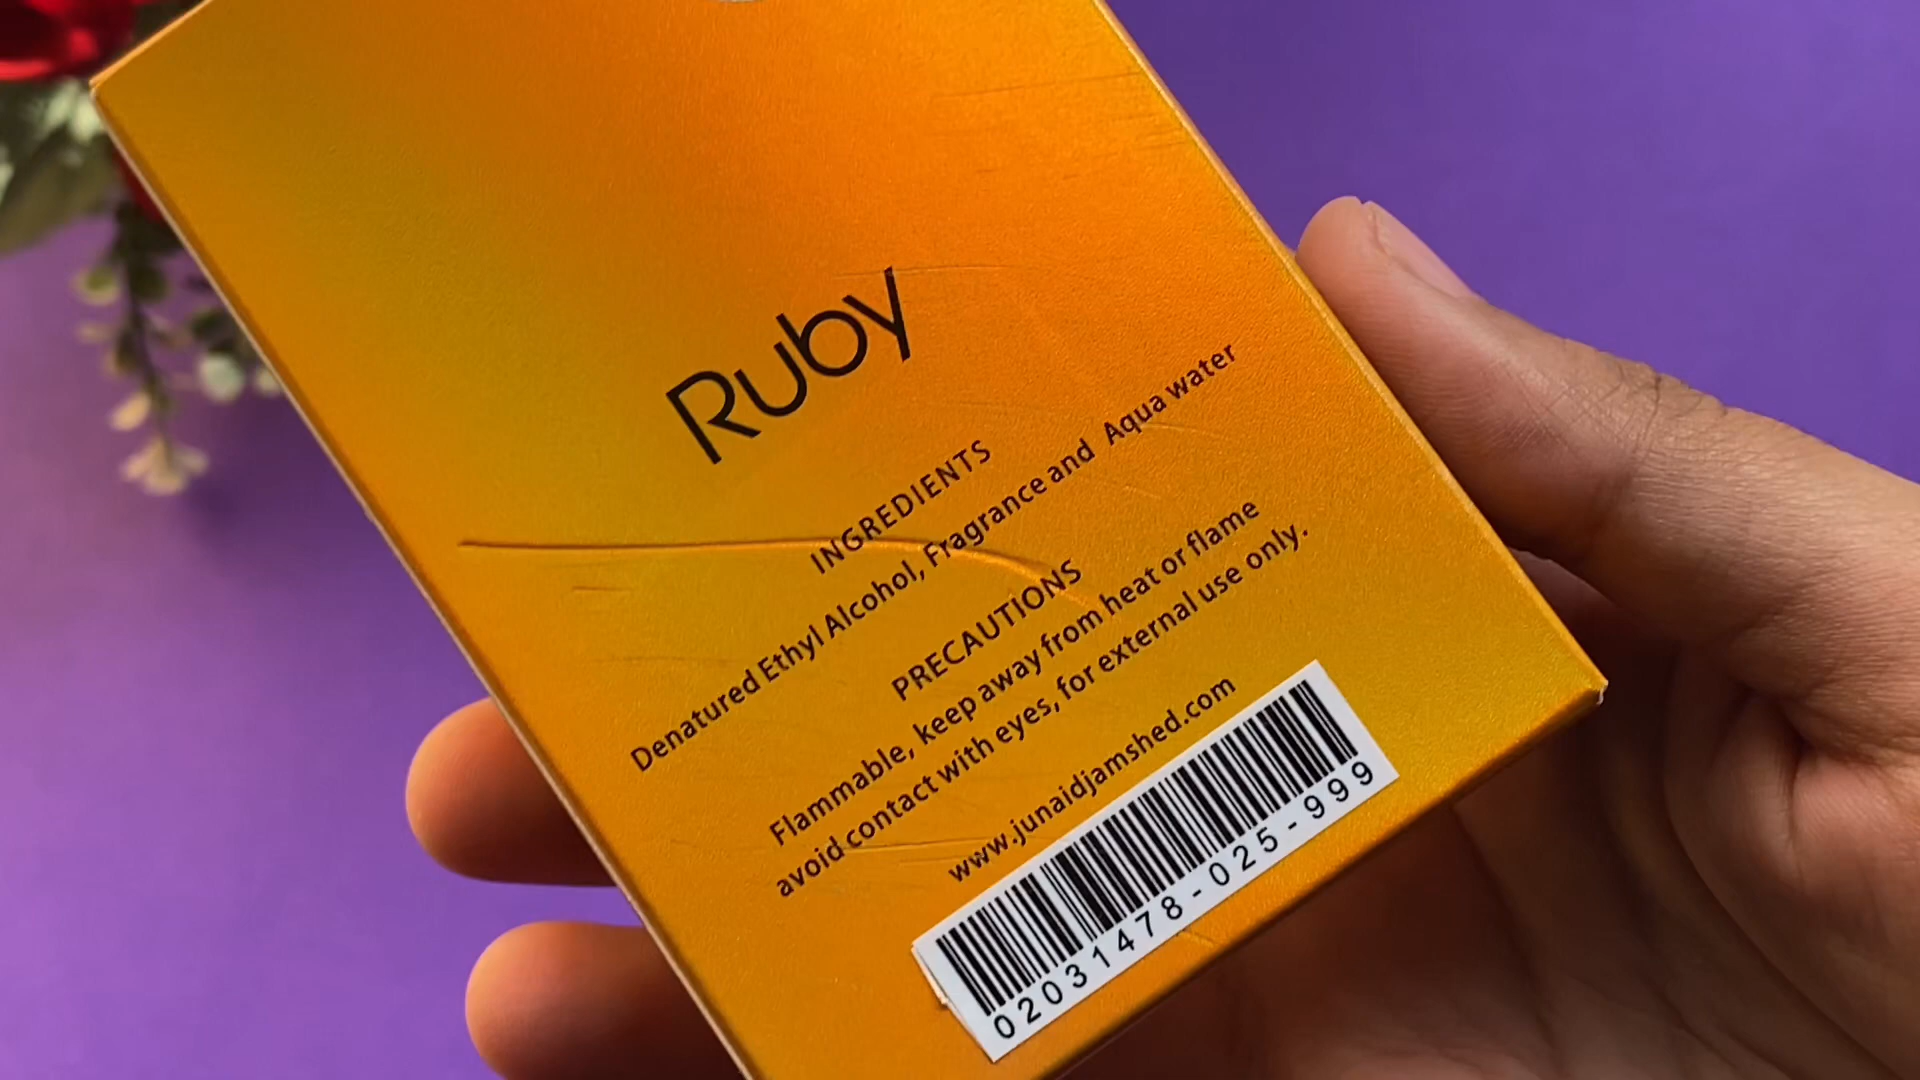 Ruby
INGREDIENTS
Denatured Ethyl Alcohol, Fragrance and Aqua water
PRECAUTIONS
Flammable, keep away from heat or flame
avoid contact with eyes, for external use only.
www.junaidjamshed.com
02031478-025-999